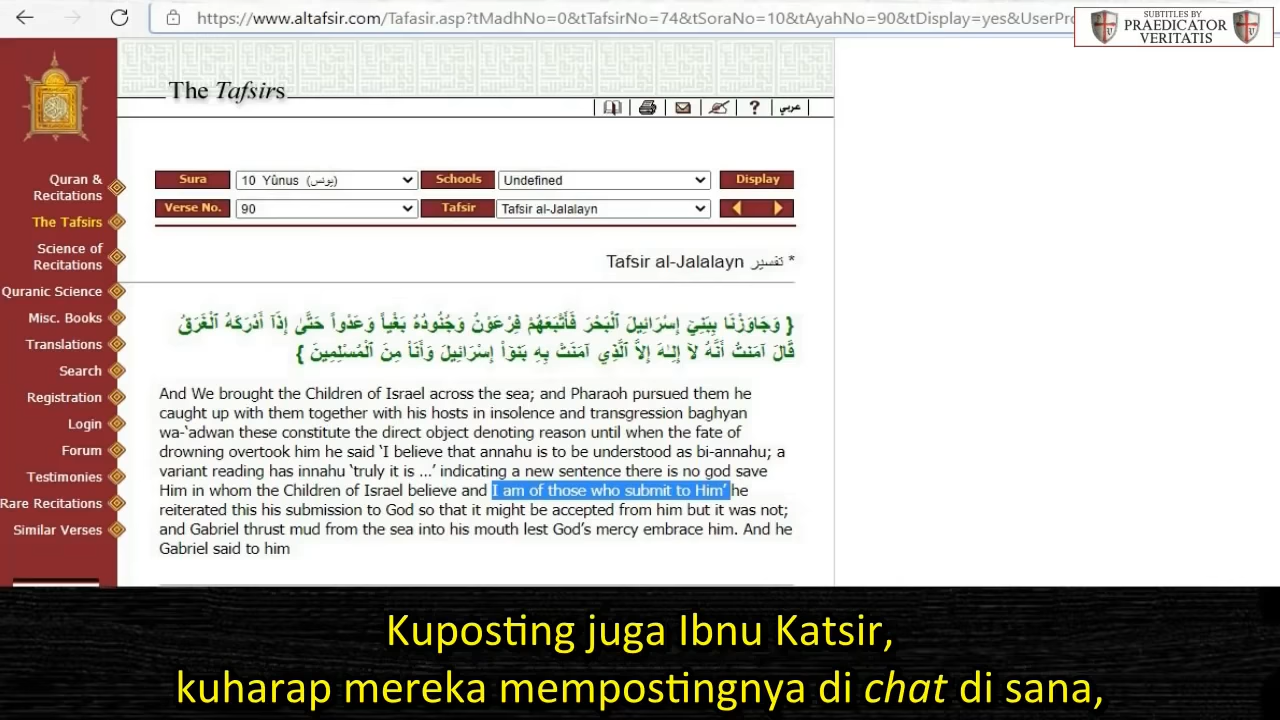 https://www.altafsir.com/Tafasir.asp?tMadhNo=0&tTafsirNo=74&tSoraNo=10&tAyahNo=90&tDisplay=yes&UserPro
SUBTITLES BY
PRAEDICATOR
VERITATIS
The Tafsirs
? عربي
Quran &
Recitations
The Tafsirs
Science of
Recitations
Quranic Science
Misc. Books
Translations
Search
Registration
Login
Forum
Testimonies
Rare Recitations
Similar Verses
Sura 10 Yûnus (يونس) Schools Undefined Display
Verse No. 90 Tafsir Tafsir al-Jalalayn
* تفسير Tafsir al-Jalalayn
{ وَجَاوَزْنَا بِبَنِيۤ إِسْرَائِيلَ ٱلْبَحْرَ فَأَتْبَعَهُمْ فِرْعَوْنُ وَجُنُودُهُ بَغْياً وَعَدْواً حَتَّىٰ إِذَآ أَدْرَكَهُ ٱلْغَرَقُ
قَالَ آمَنتُ أَنَّهُ لاۤ إِلِـٰهَ إِلاَّ ٱلَّذِيۤ آمَنَتْ بِهِ بَنوۤاْ إِسْرَائِيلَ وَأَنَاْ مِنَ ٱلْمُسْلِمِينَ }
And We brought the Children of Israel across the sea; and Pharaoh pursued them he
caught up with them together with his hosts in insolence and transgression baghyan
wa-‘adwan these constitute the direct object denoting reason until when the fate of
drowning overtook him he said ‘I believe that annahu is to be understood as bi-annahu; a
variant reading has innahu ‘truly it is ...’ indicating a new sentence there is no god save
Him in whom the Children of Israel believe and I am of those who submit to Him’ he
reiterated this his submission to God so that it might be accepted from him but it was not;
and Gabriel thrust mud from the sea into his mouth lest God’s mercy embrace him. And he
Gabriel said to him
Kuposting juga Ibnu Katsir,
kuharap mereka mempostingnya di chat di sana,